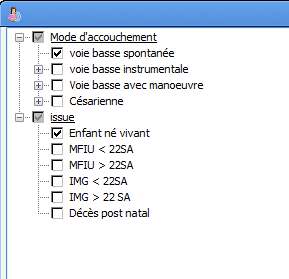 Mode d'accouchement
voie basse spontanée
voie basse instrumentale
Voie basse avec manoeuvre
Césarienne
issue
Enfant né vivant
MFIU < 22SA
MFIU > 22SA
IMG < 22SA
IMG > 22 SA
Décès post natal